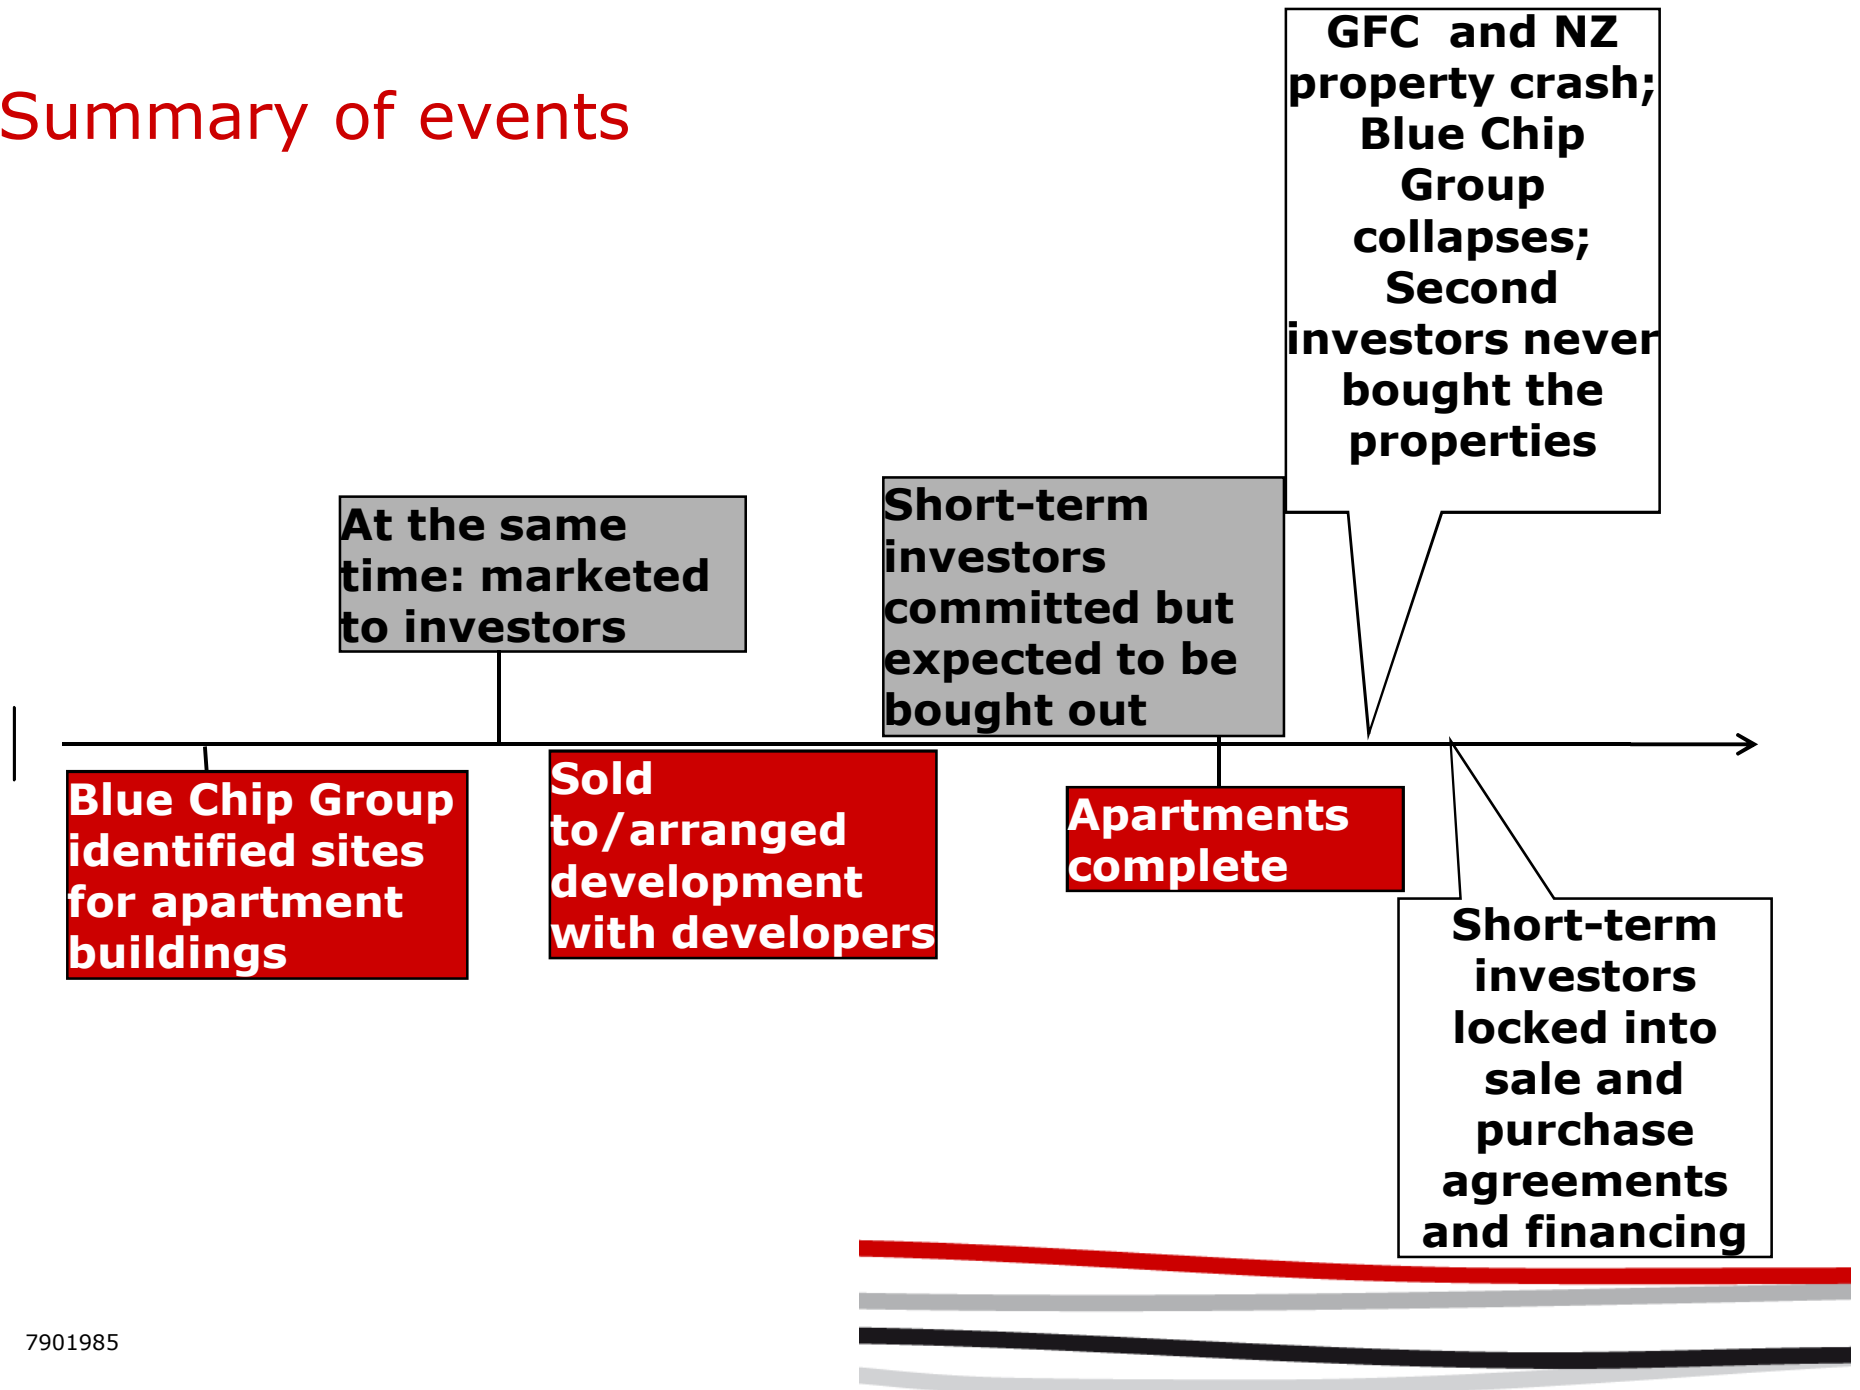 Summary of events
GFC and NZ
property crash;
Blue Chip
Group
collapses;
Second
investors never
bought the
properties
At the same
time: marketed
to investors
Short-term
investors
committed but
expected to be
bought out
Blue Chip Group
identified sites
for apartment
buildings
Sold
to/arranged
development
with developers
Apartments
complete
Short-term
investors
locked into
sale and
purchase
agreements
and financing
7901985